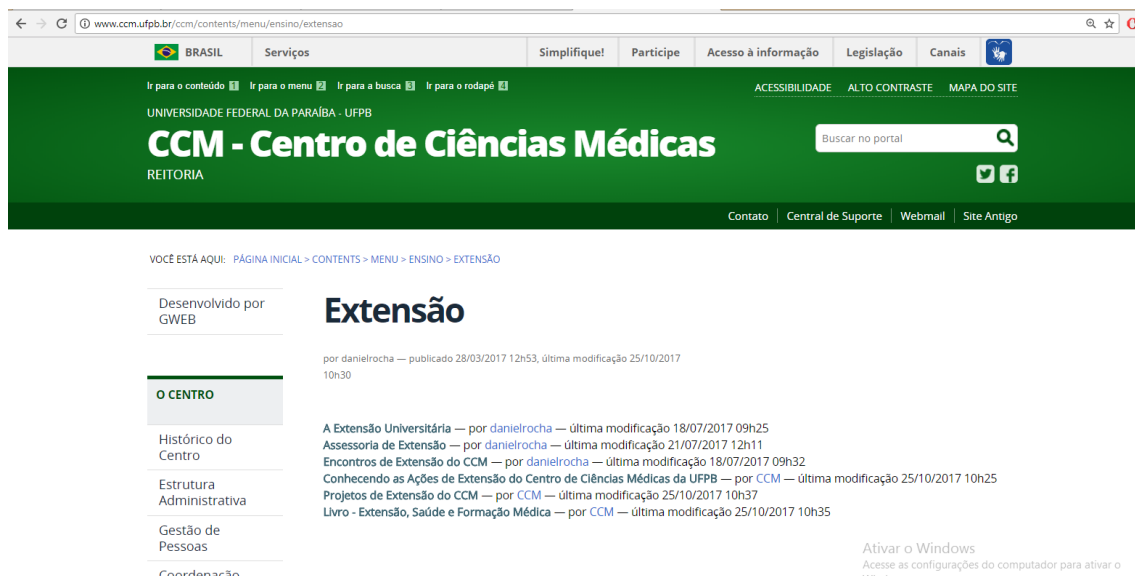 www.ccm.ufpb.br/ccm/contents/menu/ensino/extensao
BRASIL Serviços Simplifique! Participe Acesso à informação Legislação Canais
Ir para o conteúdo 1 Ir para o menu 2 Ir para a busca 3 Ir para o rodapé 4 ACESSIBILIDADE ALTO CONTRASTE MAPA DO SITE
UNIVERSIDADE FEDERAL DA PARAÍBA - UFPB
CCM - Centro de Ciências Médicas
Buscar no portal
REITORIA
Contato Central de Suporte Webmail Site Antigo
VOCÊ ESTÁ AQUI: PÁGINA INICIAL > CONTENTS > MENU > ENSINO > EXTENSÃO
Desenvolvido por
GWEB
O CENTRO
Histórico do
Centro
Estrutura
Administrativa
Gestão de
Pessoas
Coordenação
Extensão
por danielrocha — publicado 28/03/2017 12h53, última modificação 25/10/2017
10h30
A Extensão Universitária — por danielrocha — última modificação 18/07/2017 09h25
Assessoria de Extensão — por danielrocha — última modificação 21/07/2017 12h11
Encontros de Extensão do CCM — por danielrocha — última modificação 18/07/2017 09h32
Conhecendo as Ações de Extensão do Centro de Ciências Médicas da UFPB — por CCM — última modificação 25/10/2017 10h25
Projetos de Extensão do CCM — por CCM — última modificação 25/10/2017 10h37
Livro - Extensão, Saúde e Formação Médica — por CCM — última modificação 25/10/2017 10h35
Ativar o Windows
Acesse as configurações do computador para ativar o